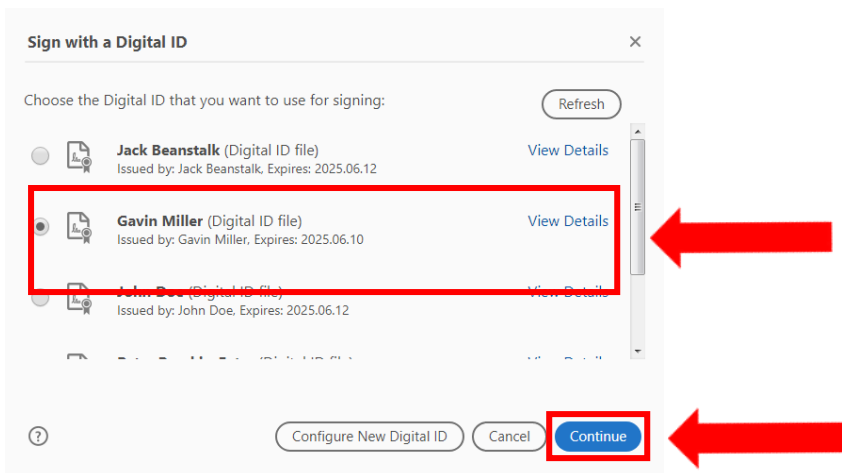 Sign with a Digital ID
Choose the Digital ID that you want to use for signing:
Refresh
Jack Beanstalk (Digital ID file)
View Details
Issued by: Jack Beanstalk, Expires: 2025.06.12
Gavin Miller (Digital ID file)
View Details
Issued by: Gavin Miller, Expires: 2025.06.10
John Doe (Digital ID file)
View Details
Issued by: John Doe, Expires: 2025.06.12
Configure New Digital ID
Cancel
Continue